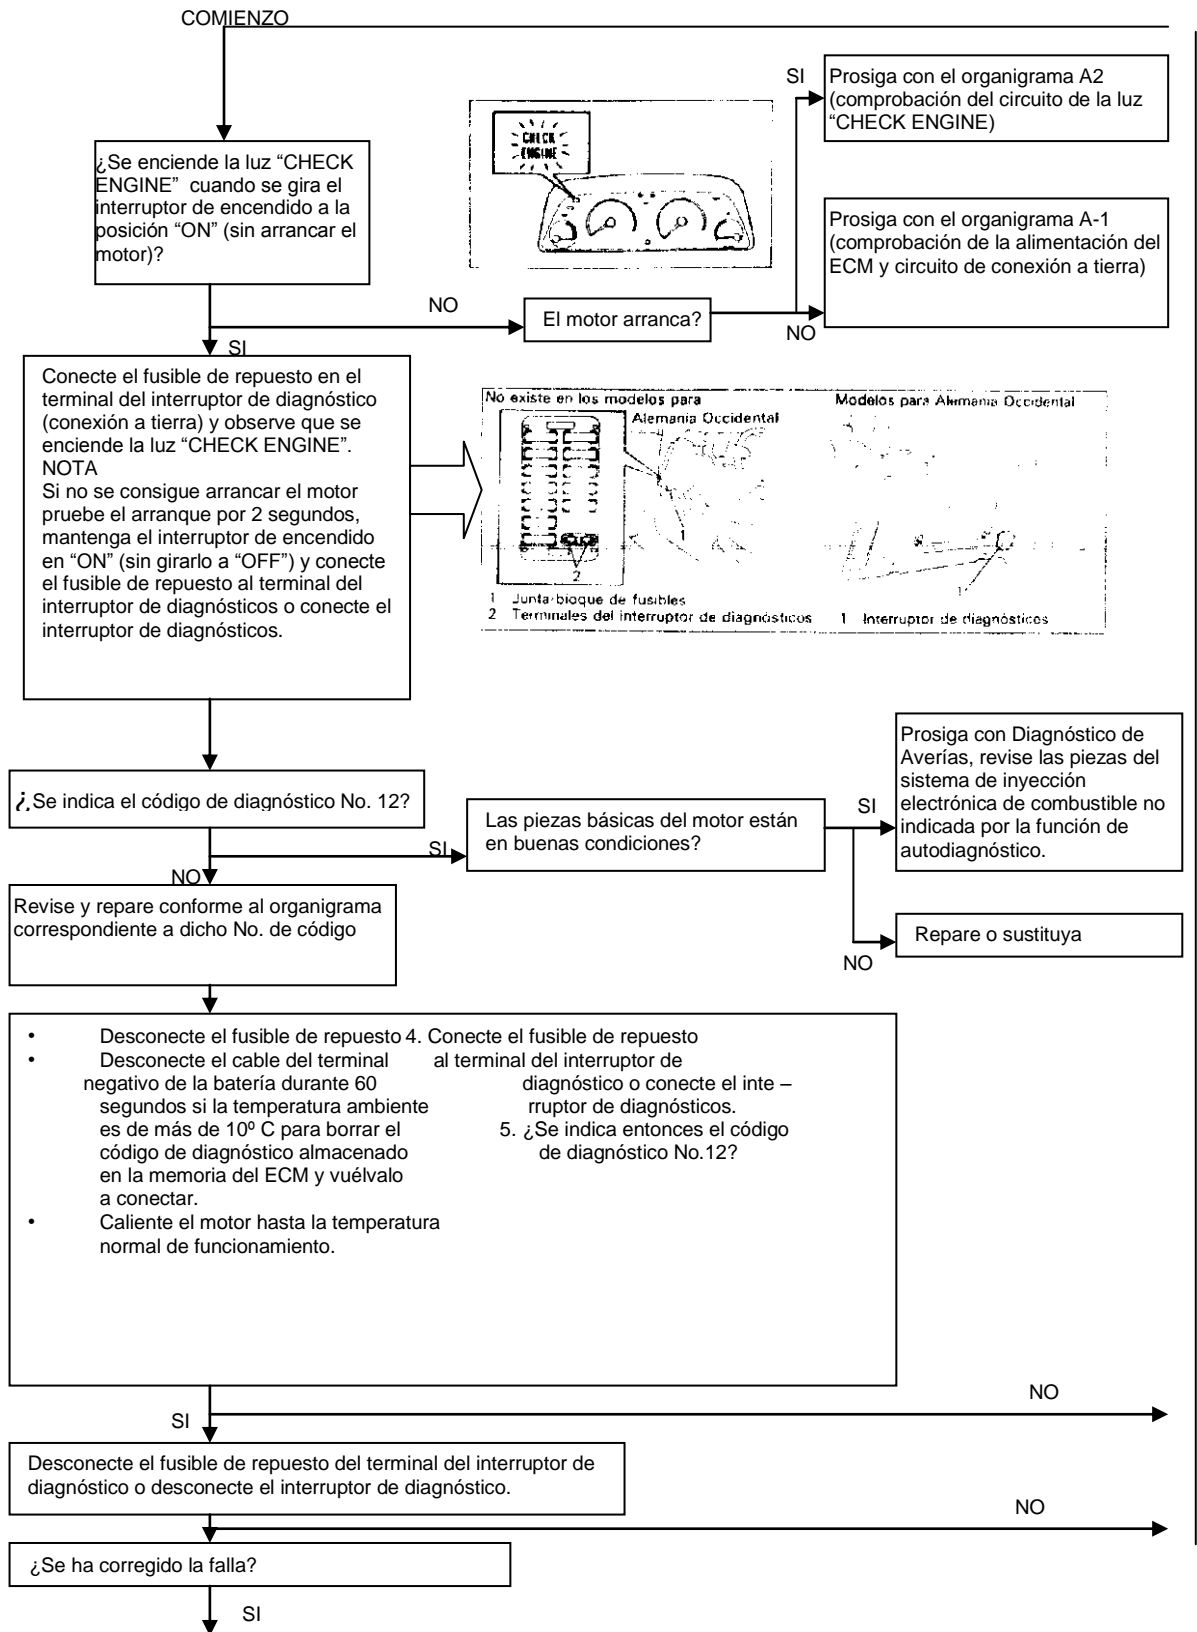 COMIENZO
¿Se enciende la luz “CHECK
ENGINE” cuando se gira el
interruptor de encendido a la
posición “ON” (sin arrancar el
motor)?
CHECK
ENGINE
SI
Prosiga con el organigrama A2
(comprobación del circuito de la luz
“CHECK ENGINE)
Prosiga con el organigrama A-1
(comprobación de la alimentación del
ECM y circuito de conexión a tierra)
NO
El motor arranca?
NO
SI
Conecte el fusible de repuesto en el
terminal del interruptor de diagnóstico
(conexión a tierra) y observe que se
enciende la luz “CHECK ENGINE”.
NOTA
Si no se consigue arrancar el motor
pruebe el arranque por 2 segundos,
mantenga el interruptor de encendido
en “ON” (sin girarlo a “OFF”) y conecte
el fusible de repuesto al terminal del
interruptor de diagnósticos o conecte el
interruptor de diagnósticos.
No existe en los modelos para
Alemania Occidental
Modelos para Alemania Occidental
1
2
1
1 Junta/bloque de fusibles
2 Terminales del interruptor de diagnósticos
1 Interruptor de diagnósticos
¿Se indica el código de diagnóstico No. 12?
SI
Las piezas básicas del motor están
en buenas condiciones?
SI
Prosiga con Diagnóstico de
Averías, revise las piezas del
sistema de inyección
electrónica de combustible no
indicada por la función de
autodiagnóstico.
NO
Repare o sustituya
NO
Revise y repare conforme al organigrama
correspondiente a dicho No. de código
• Desconecte el fusible de repuesto
• Desconecte el cable del terminal
negativo de la batería durante 60
segundos si la temperatura ambiente
es de más de 10º C para borrar el
código de diagnóstico almacenado
en la memoria del ECM y vuélvalo
a conectar.
• Caliente el motor hasta la temperatura
normal de funcionamiento.
4. Conecte el fusible de repuesto
al terminal del interruptor de
diagnóstico o conecte el inte –
rruptor de diagnósticos.
5. ¿Se indica entonces el código
de diagnóstico No.12?
NO
SI
Desconecte el fusible de repuesto del terminal del interruptor de
diagnóstico o desconecte el interruptor de diagnóstico.
NO
¿Se ha corregido la falla?
SI